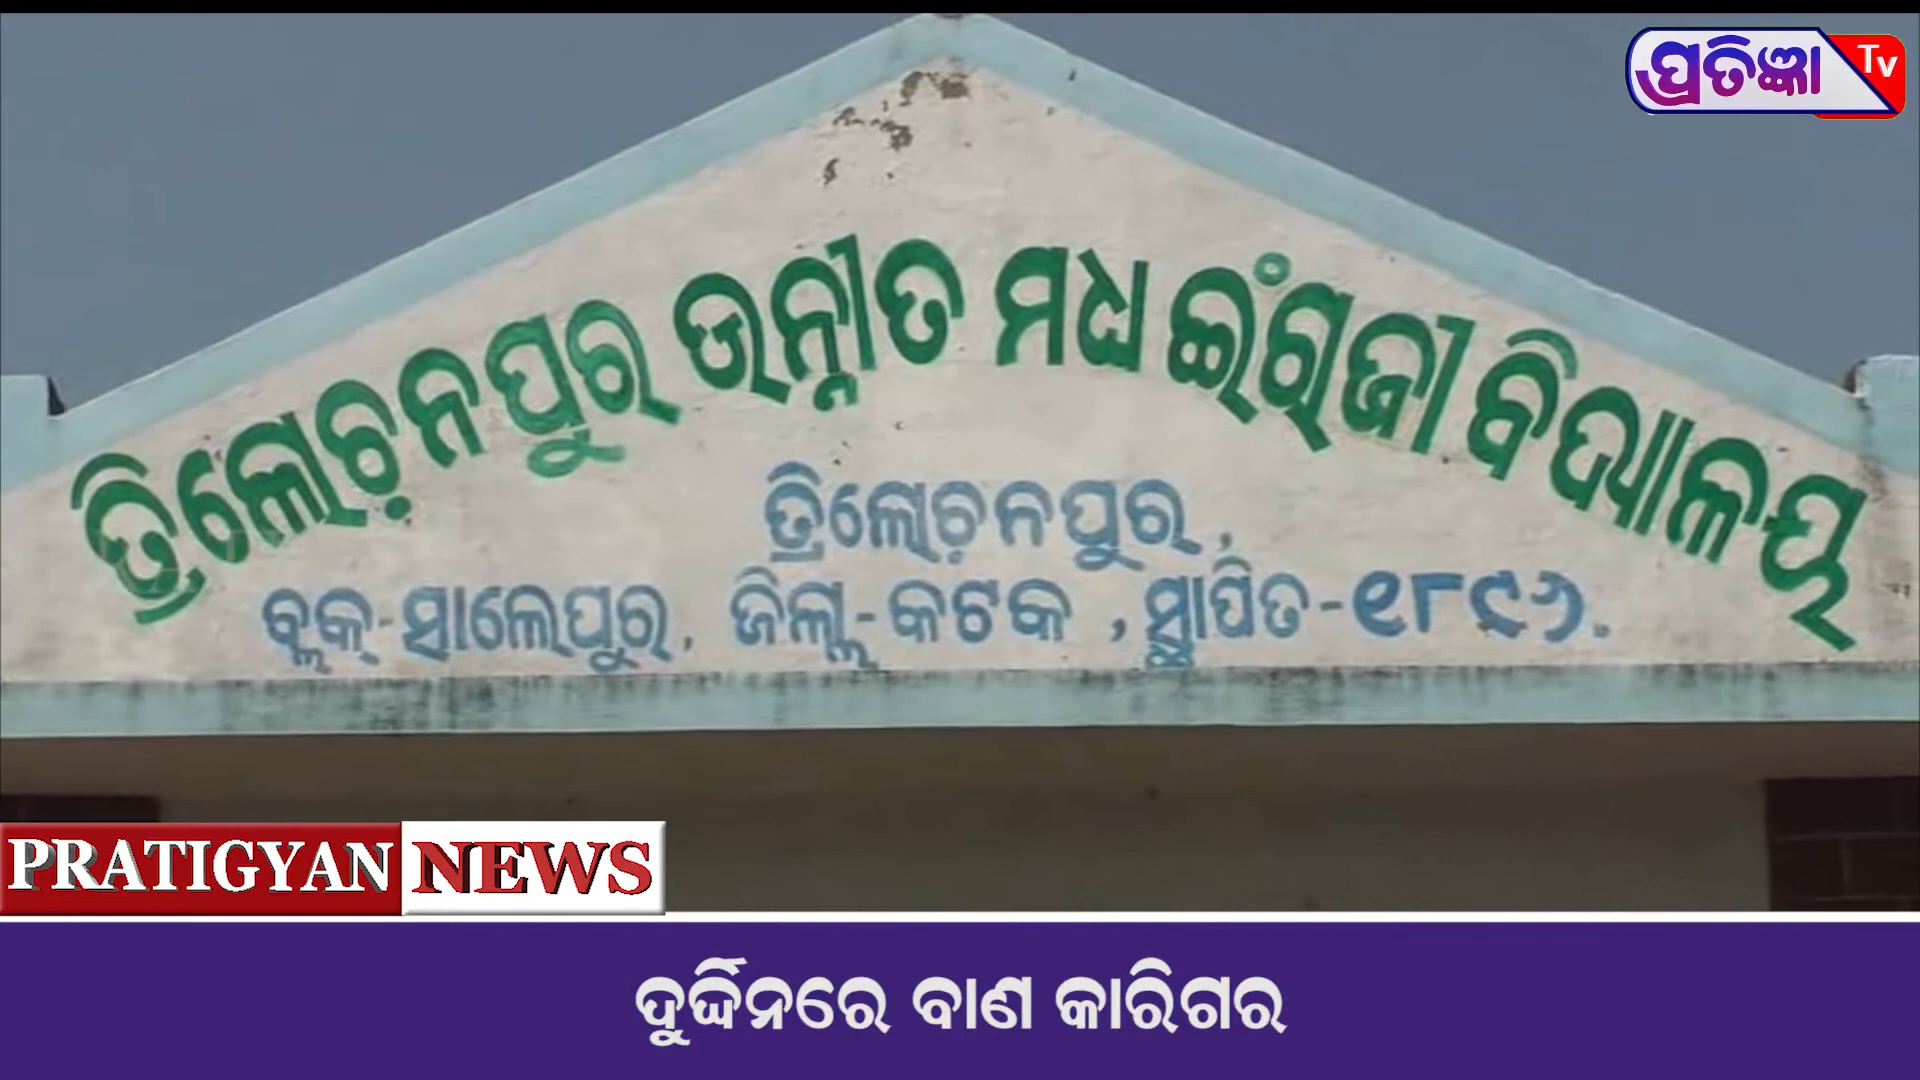 ପ୍ରତିଜ୍ଞା Tv
ତ୍ରିଲୋଚନପୁର ଉନ୍ନୀତ ମଧ୍ୟ ଇଂରାଜୀ ବିଦ୍ୟାଳୟ
ତ୍ରିଲୋଚନପୁର,
ବ୍ଲକ୍-ସାଲେପୁର, ଜିଲ୍ଲା-କଟକ, ସ୍ଥାପିତ-୧୮୯୬.
PRATIGYAN NEWS
ଦୁର୍ଦ୍ଦିନରେ ବାଣ କାରିଗର